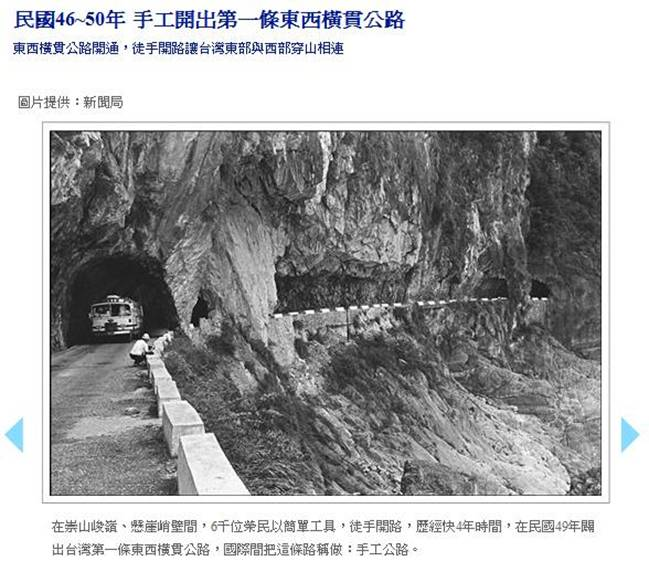 民國46~50年 手工開出第一條東西橫貫公路
東西橫貫公路開通，徒手開路讓台灣東部與西部穿山相連
圖片提供：新聞局
在崇山峻嶺、懸崖峭壁間，6千位榮民以簡單工具，徒手開路，歷經快4年時間，在民國49年闢
出台灣第一條東西橫貫公路，國際間把這條路稱做：手工公路。